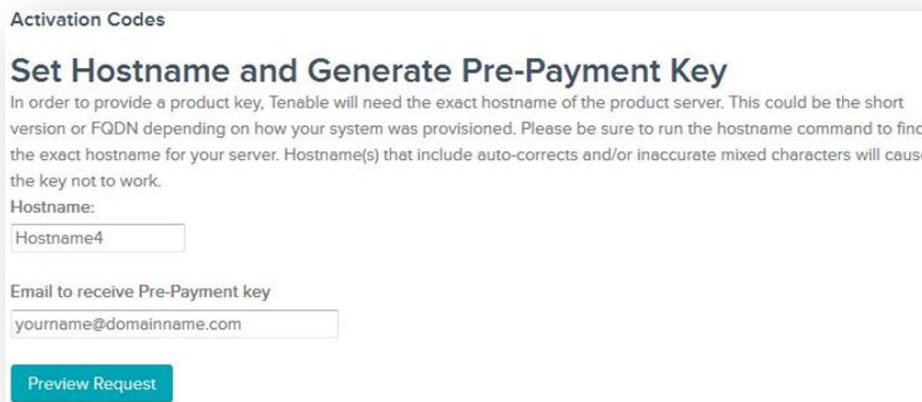 Activation Codes
Set Hostname and Generate Pre-Payment Key
In order to provide a product key, Tenable will need the exact hostname of the product server. This could be the short
version or FQDN depending on how your system was provisioned. Please be sure to run the hostname command to find
the exact hostname for your server. Hostname(s) that include auto-corrects and/or inaccurate mixed characters will cause
the key not to work.
Hostname:
Hostname4
Email to receive Pre-Payment key
yourname@domainname.com
Preview Request